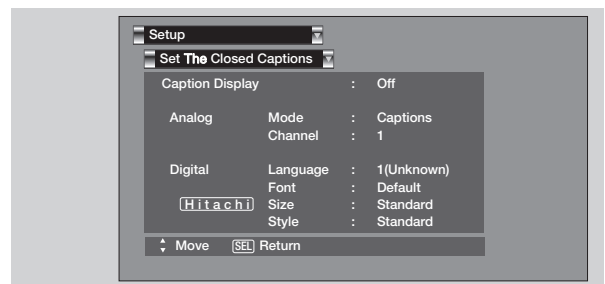 Setup
Set The Closed Captions
Caption Display : Off
Analog Mode : Captions
Channel : 1
Digital Language : 1(Unknown)
Font : Default
Hitachi Size : Standard
Style : Standard
Move SEL Return